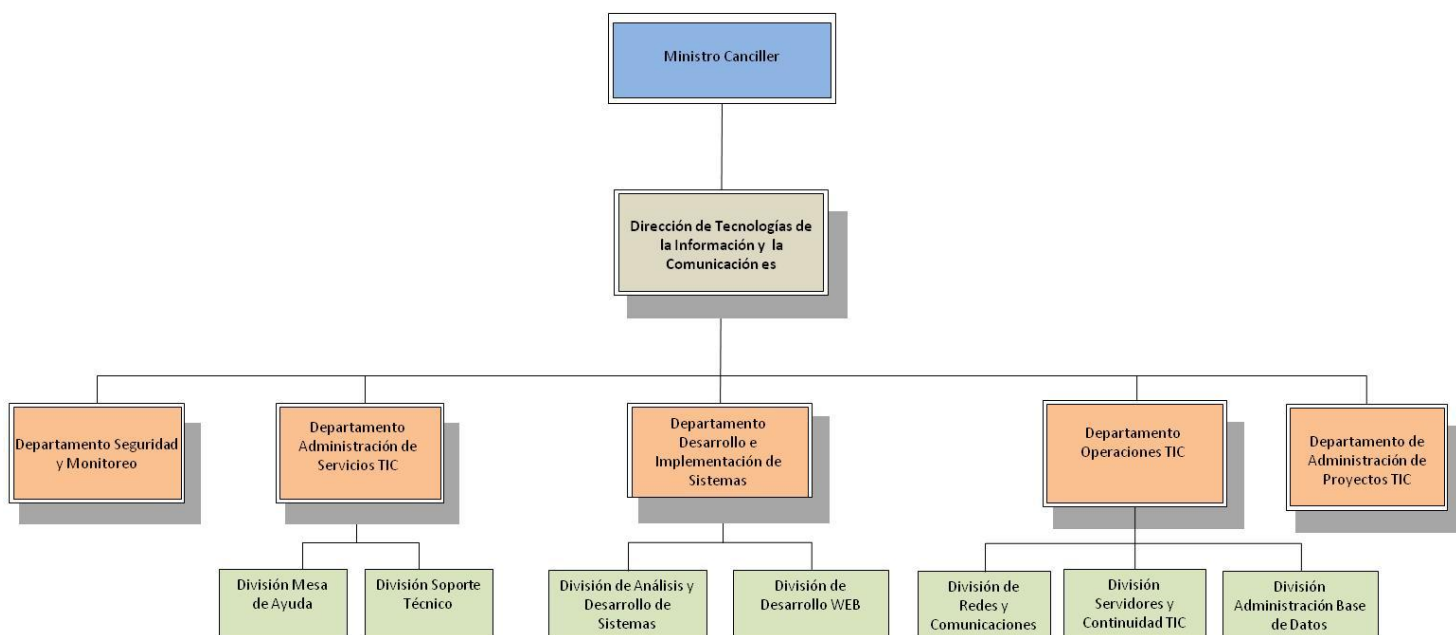 Ministro Canciller
Dirección de Tecnologías de
la Información y la
Comunicación es
Departamento Seguridad
y Monitoreo
Departamento
Administración de
Servicios TIC
Departamento
Desarrollo e
Implementación de
Sistemas
Departamento
Operaciones TIC
Departamento de
Administración de
Proyectos TIC
División Mesa
de Ayuda
División Soporte
Técnico
División de Análisis y
Desarrollo de
Sistemas
División de
Desarrollo WEB
División de
Redes y
Comunicaciones
División
Servidores y
Continuidad TIC
División
Administración Base
de Datos